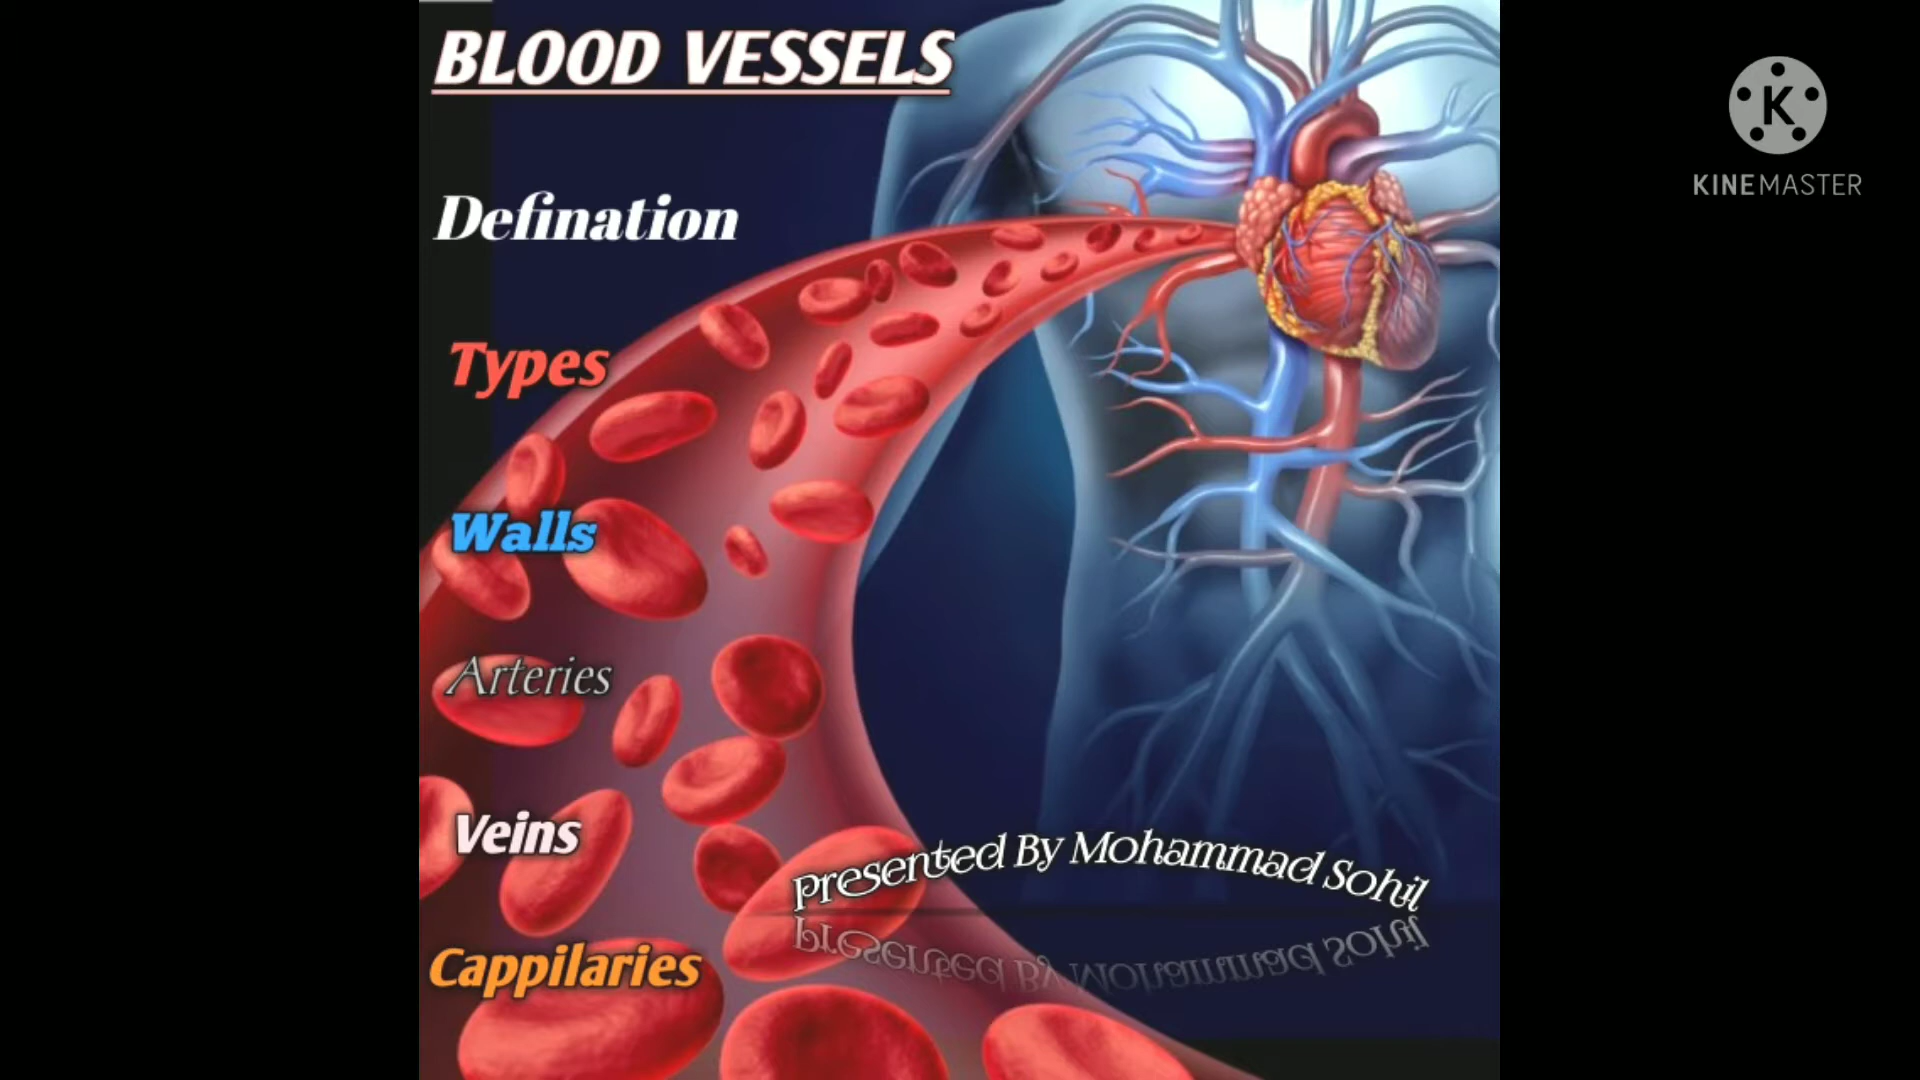 BLOOD VESSELS
Defination
Types
Walls
Arteries
Veins
Cappilaries
Presented By Mohammad Sohil
K
KINEMASTER